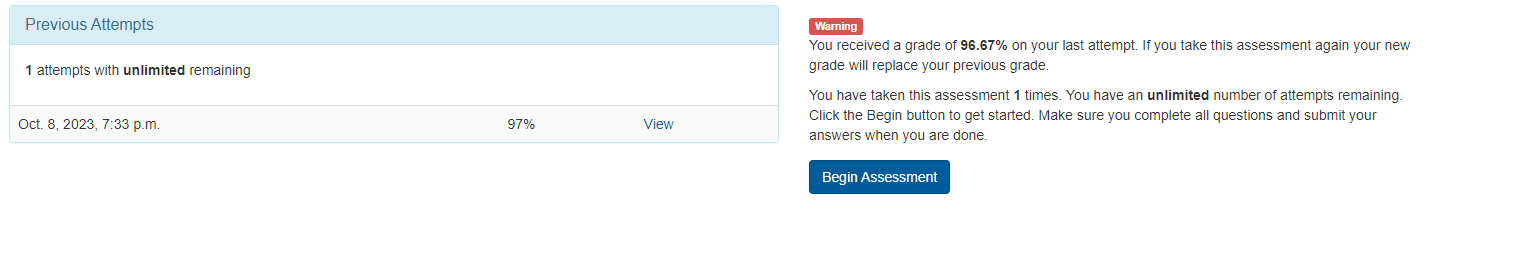 Previous Attempts
1 attempts with unlimited remaining
Oct. 8, 2023, 7:33 p.m. 97% View
Warning
You received a grade of 96.67% on your last attempt. If you take this assessment again your new
grade will replace your previous grade.
You have taken this assessment 1 times. You have an unlimited number of attempts remaining.
Click the Begin button to get started. Make sure you complete all questions and submit your
answers when you are done.
Begin Assessment